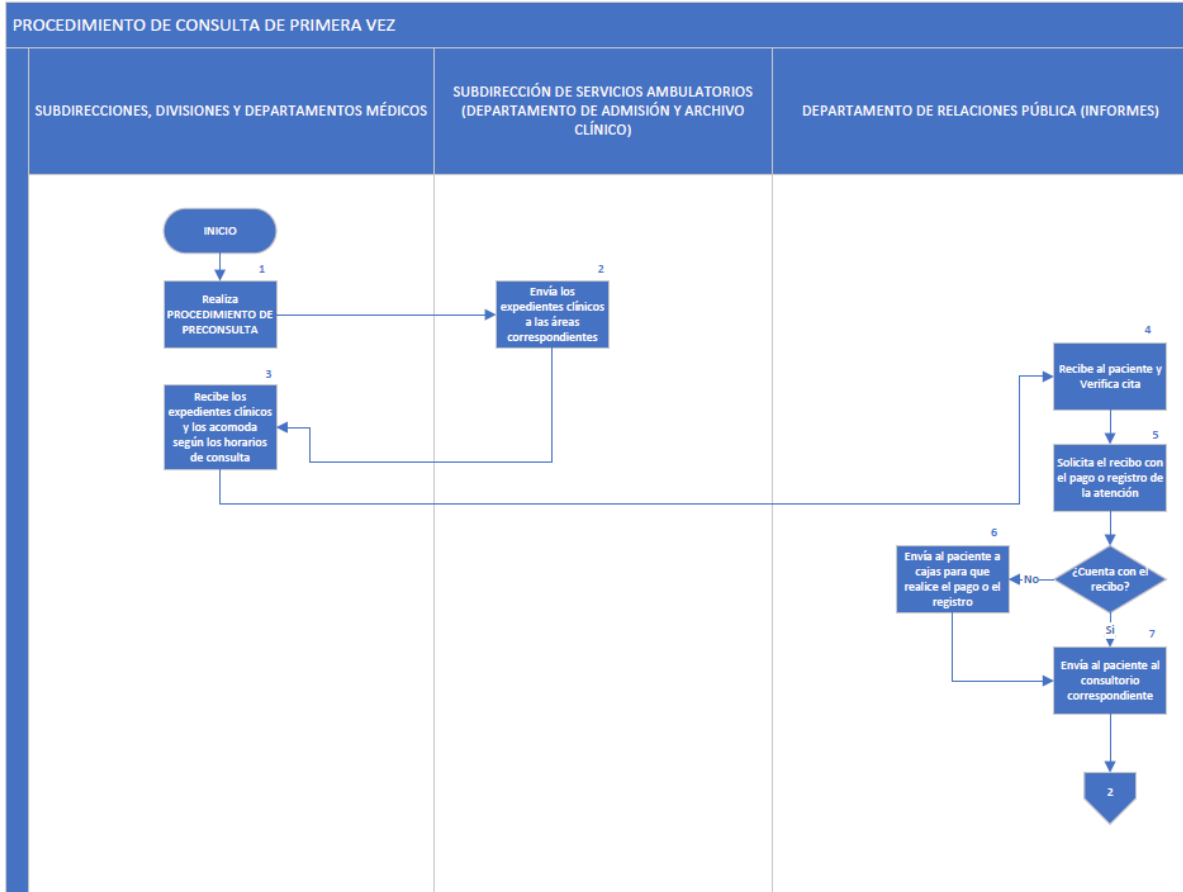 PROCEDIMIENTO DE CONSULTA DE PRIMERA VEZ
SUBDIRECCIONES, DIVISIONES Y DEPARTAMENTOS MÉDICOS
SUBDIRECCIÓN DE SERVICIOS AMBULATORIOS
(DEPARTAMENTO DE ADMISIÓN Y ARCHIVO
CLÍNICO)
DEPARTAMENTO DE RELACIONES PÚBLICA (INFORMES)
INICIO
1
Realiza
PROCEDIMIENTO DE
PRECONSULTA
2
Envía los
expedientes clínicos
a las áreas
correspondientes
3
Recibe los
expedientes clínicos
y los acomoda
según los horarios
de consulta
4
Recibe al paciente y
Verifica cita
5
Solicita el recibo con
el pago o registro de
la atención
¿Cuenta con el
recibo?
No
6
Envía al paciente a
cajas para que
realice el pago o el
registro
Si
7
Envía al paciente al
consultorio
correspondiente
2